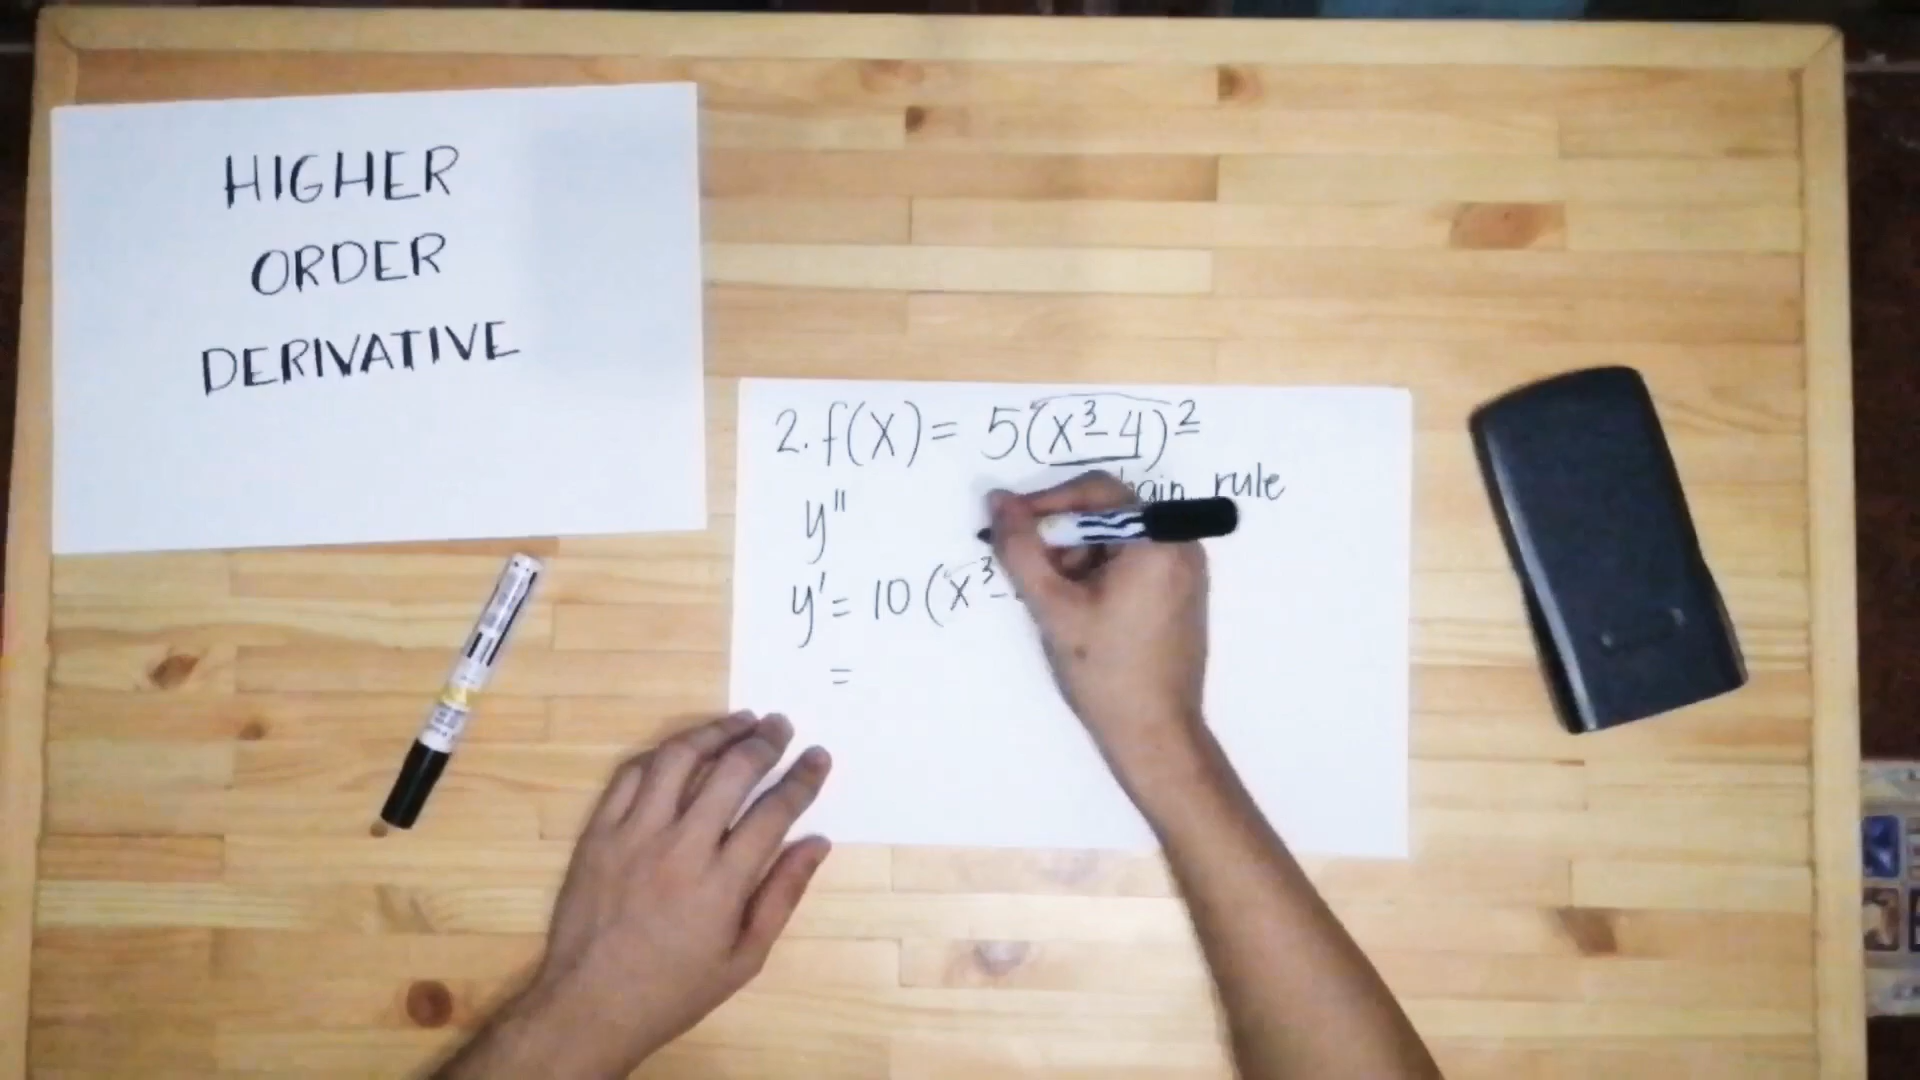 HIGHER
ORDER
DERIVATIVE
2. f(x) = 5(x³-4)²
rule
y"
y' = 10 (x³-
=